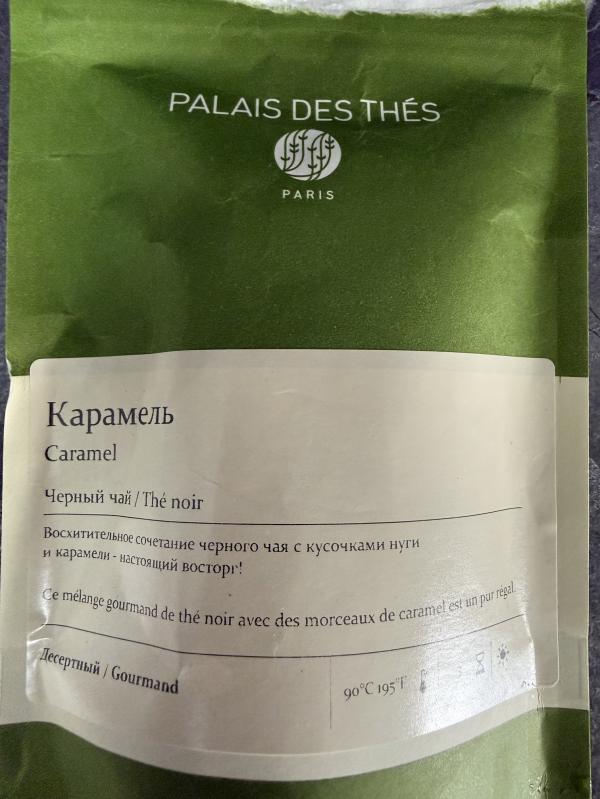 PALAIS DES THÉS
PARIS
Карамель
Caramel
Черный чай / Thé noir
Восхитительное сочетание черного чая с кусочками нуги
и карамели - настоящий восторг!
Ce mélange gourmand de thé noir avec des morceaux de caramel est un pur régal.
Десертный / Gourmand
90°C 195°F